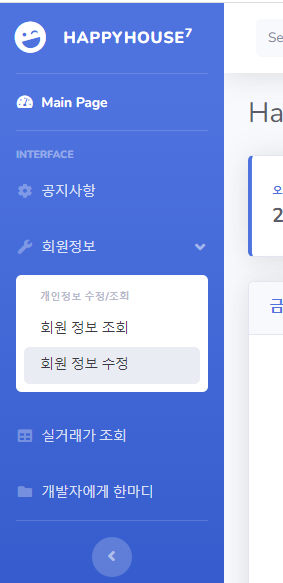 HAPPYHOUSE7
Se
Main Page
Ha
INTERFACE
공지사항
오
2
회원정보
개인정보 수정/조회
금
회원 정보 조회
회원 정보 수정
실거래가 조회
개발자에게 한마디